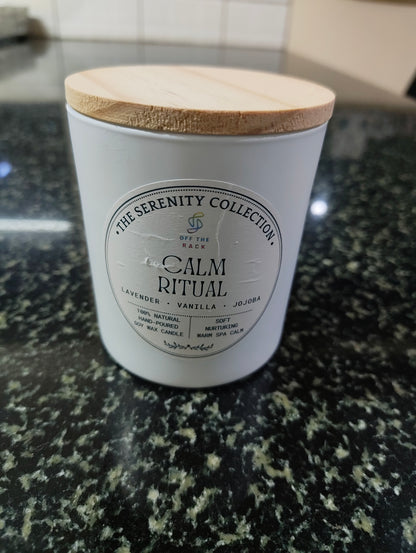 • THE SERENITY COLLECTION •
OFF THE
RACK
CALM
RITUAL
LAVENDER • VANILLA • JOJOBA
100% NATURAL
HAND-POURED
SOY WAX CANDLE
SOFT
NURTURING
WARM SPA CALM